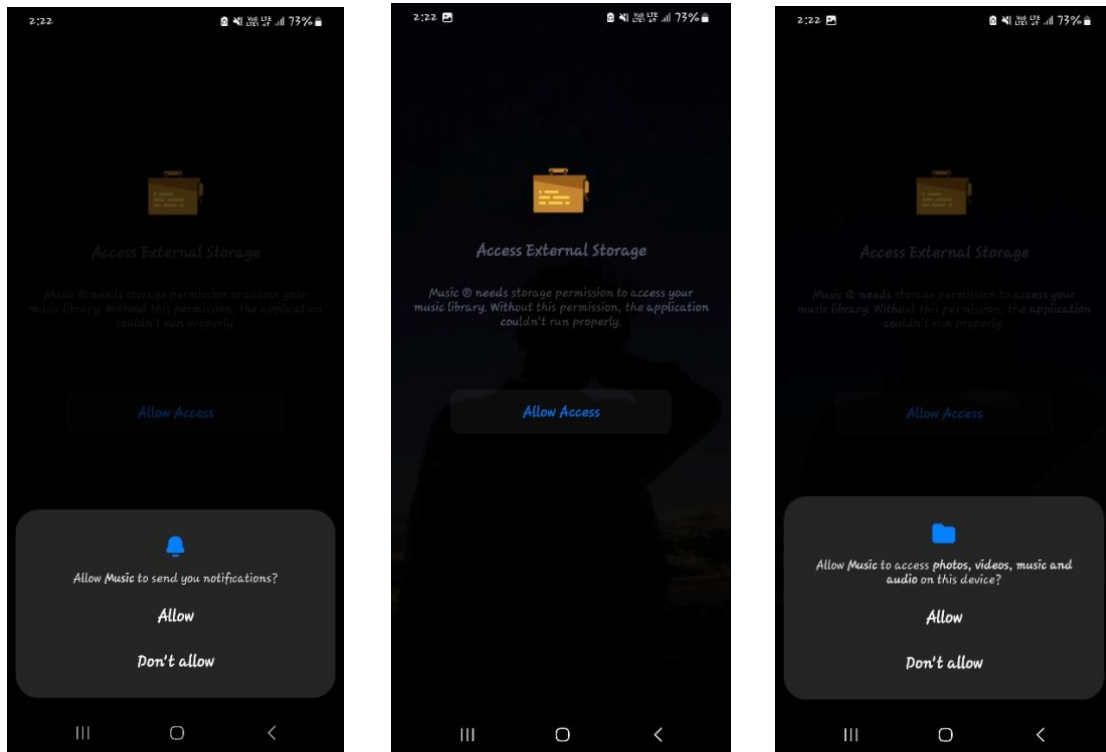 2:22
73%
Access External Storage
Music ® needs storage permission to access your
music library. Without this permission, the application
couldn't run properly.
Allow Access
Allow Music to send you notifications?
Allow
Don't allow
2:22
73%
Access External Storage
Music ® needs storage permission to access your
music library. Without this permission, the application
couldn't run properly.
Allow Access
2:22
73%
Access External Storage
Music ® needs storage permission to access your
music library. Without this permission, the application
couldn't run properly.
Allow Access
Allow Music to access photos, videos, music and
audio on this device?
Allow
Don't allow